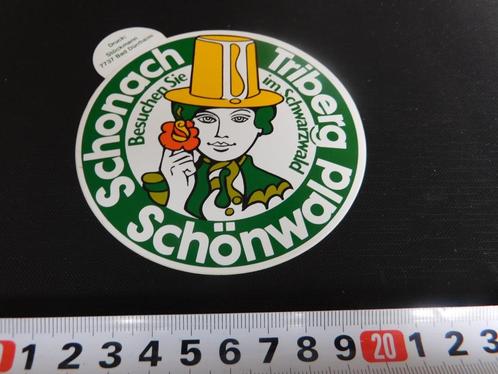 Druck:
Stöckmann
7737 Bad Dürrheim
Schonach
Triberg
Schönwald
Besuchen Sie
im Schwarzwald
1 2 3 4 5 6 7 8 9 20 1 2 3